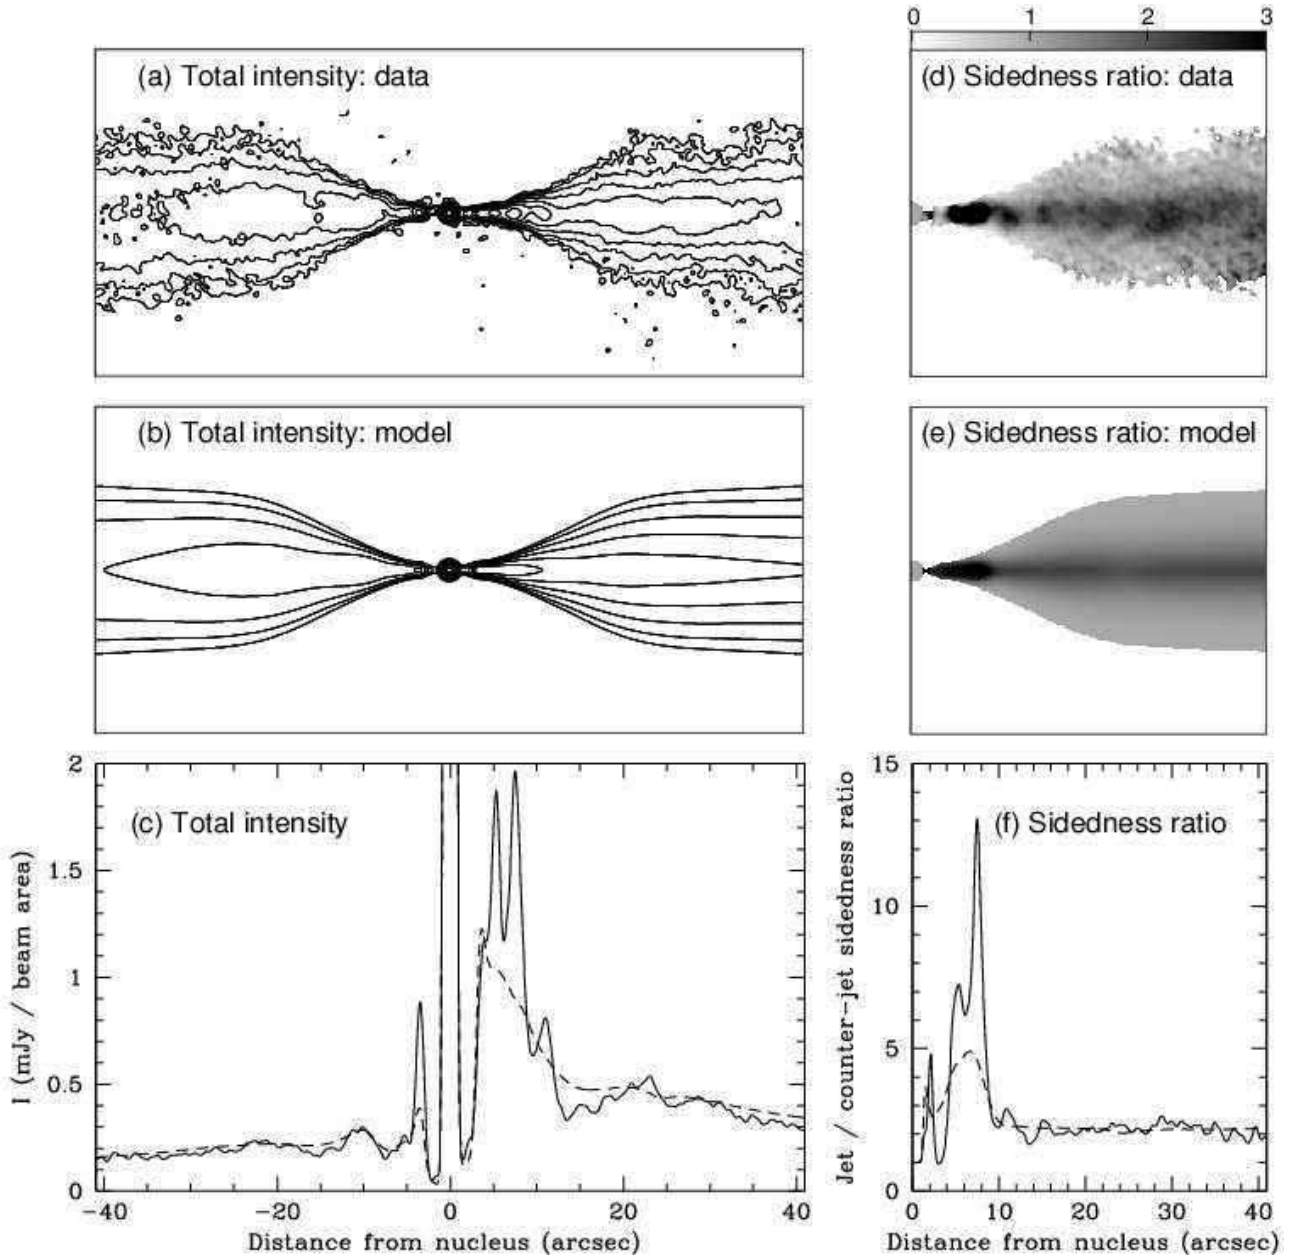 0 1 2 3
(a) Total intensity: data
(d) Sidedness ratio: data
(b) Total intensity: model
(e) Sidedness ratio: model
(c) Total intensity
I (mJy / beam area)
2
1.5
1
0.5
0
−40 −20 0 20 40
Distance from nucleus (arcsec)
(f) Sidedness ratio
Jet / counter-jet sidedness ratio
15
10
5
0
0 10 20 30 40
Distance from nucleus (arcsec)